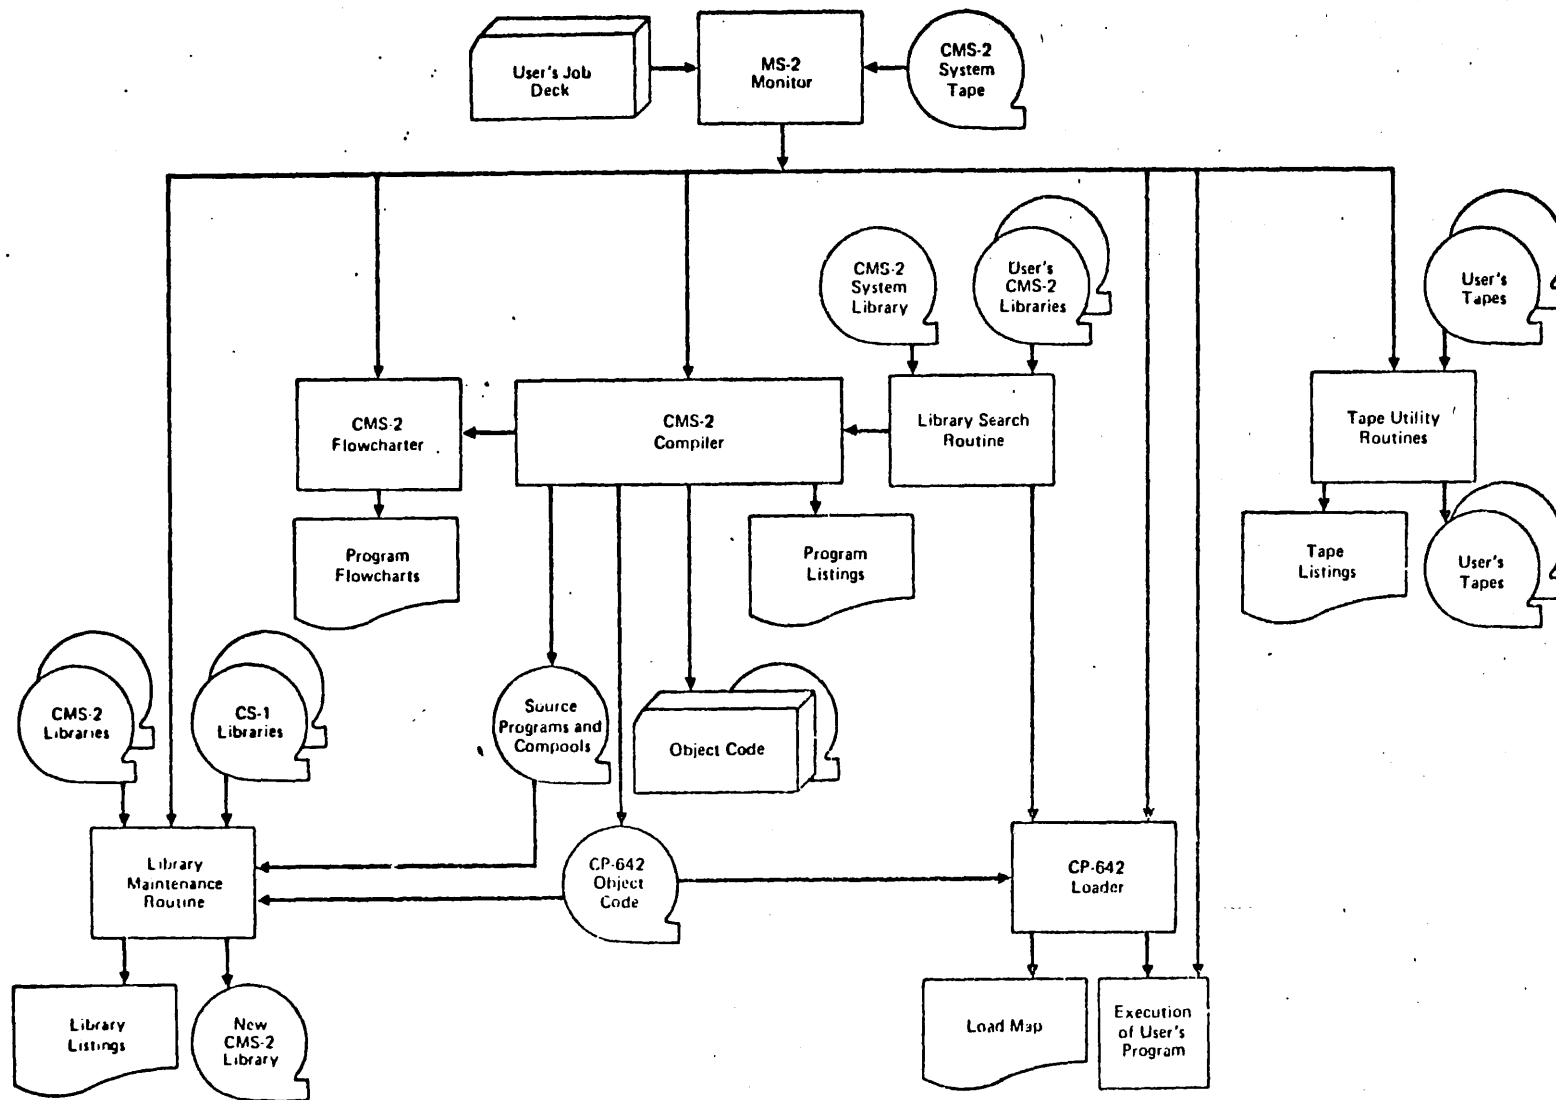 User's Job
Deck
MS-2
Monitor
CMS-2
System
Tape
CMS-2
System
Library
User's
CMS-2
Libraries
User's
Tapes
CMS-2
Flowcharter
CMS-2
Compiler
Library Search
Routine
Tape Utility
Routines
Program
Flowcharts
Program
Listings
Tape
Listings
User's
Tapes
CMS-2
Libraries
CS-1
Libraries
Source
Programs and
Compools
Object Code
Library
Maintenance
Routine
CP-642
Object
Code
CP-642
Loader
Library
Listings
New
CMS-2
Library
Load Map
Execution
of User's
Program